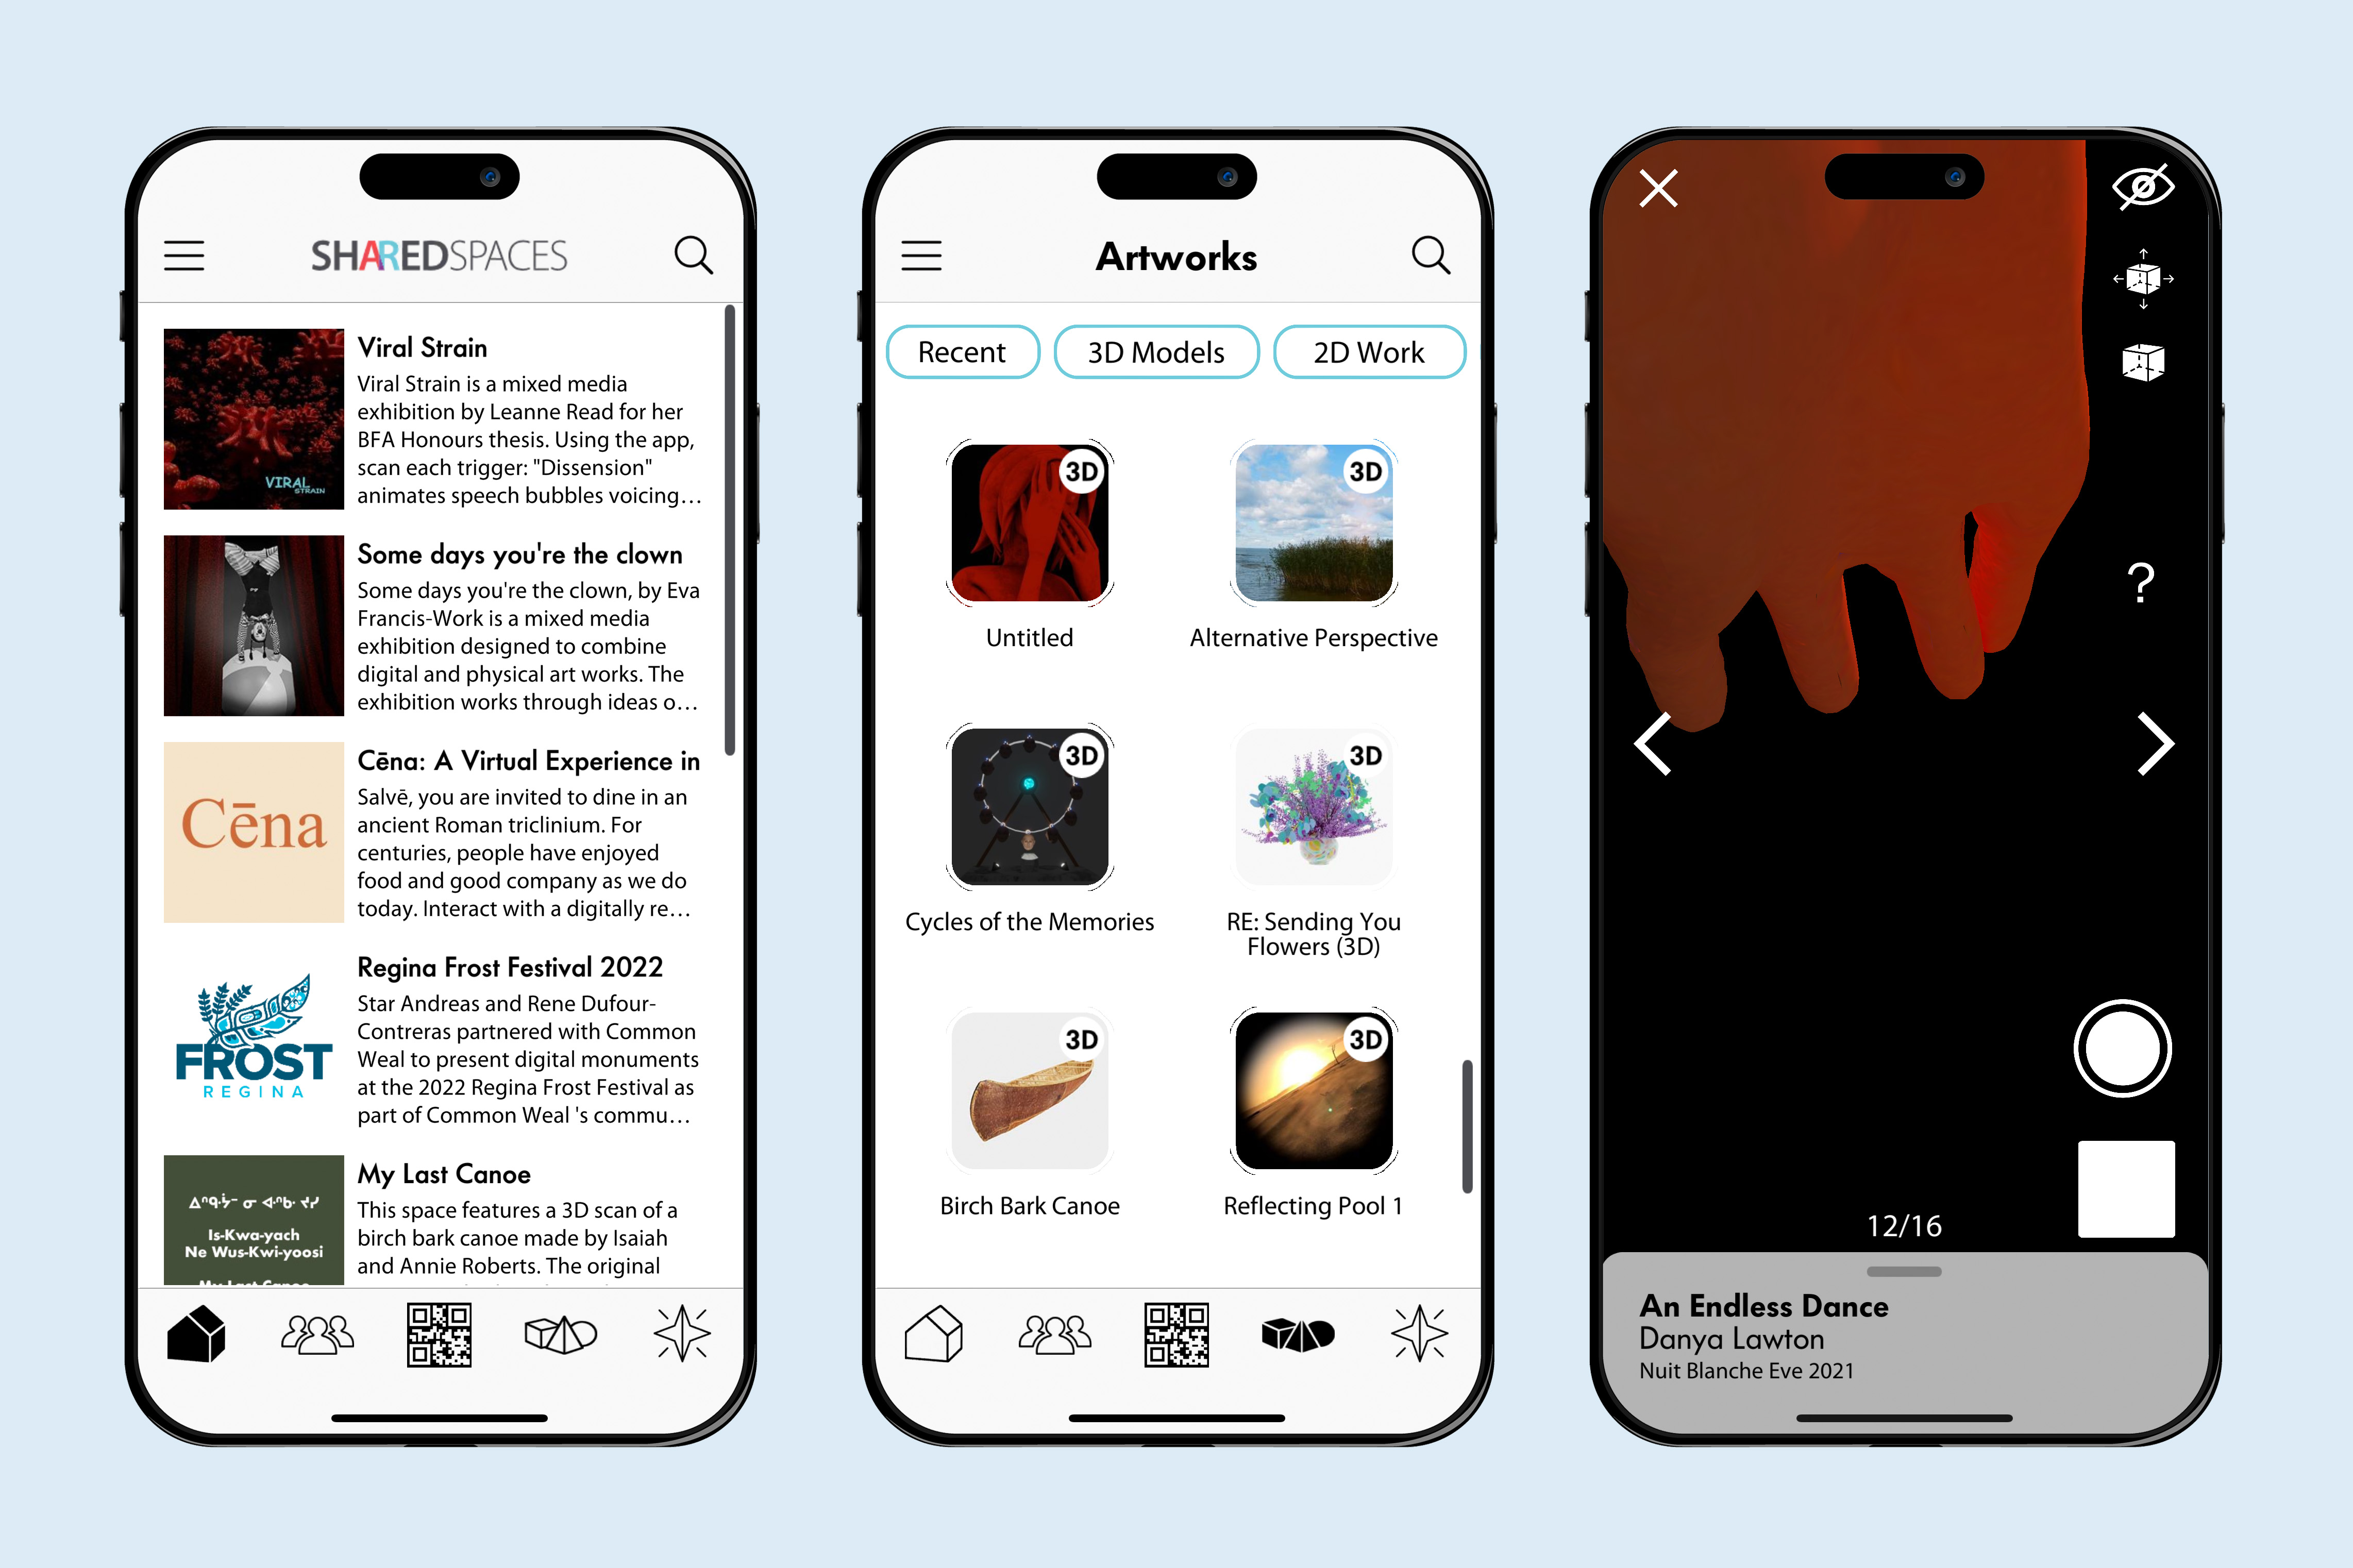 SHAREDSPACES
VIRAL
STRAIN
Viral Strain
Viral Strain is a mixed media
exhibition by Leanne Read for her
BFA Honours thesis. Using the app,
scan each trigger: "Dissension"
animates speech bubbles voicing...
Some days you're the clown
Some days you're the clown, by Eva
Francis-Work is a mixed media
exhibition designed to combine
digital and physical art works. The
exhibition works through ideas o...
Cēna
Cēna: A Virtual Experience in
Salvē, you are invited to dine in an
ancient Roman triclinium. For
centuries, people have enjoyed
food and good company as we do
today. Interact with a digitally re...
FROST
REGINA
Regina Frost Festival 2022
Star Andreas and Rene Dufour-
Contreras partnered with Common
Weal to present digital monuments
at the 2022 Regina Frost Festival as
part of Common Weal 's commu...
Is-Kwa-yach
Ne Wus-Kwi-yoosi
My Last Canoe
My Last Canoe
This space features a 3D scan of a
birch bark canoe made by Isaiah
and Annie Roberts. The original
Artworks
Recent
3D Models
2D Work
3D
Untitled
3D
Alternative Perspective
3D
Cycles of the Memories
3D
RE: Sending You
Flowers (3D)
3D
Birch Bark Canoe
3D
Reflecting Pool 1
?
12/16
An Endless Dance
Danya Lawton
Nuit Blanche Eve 2021